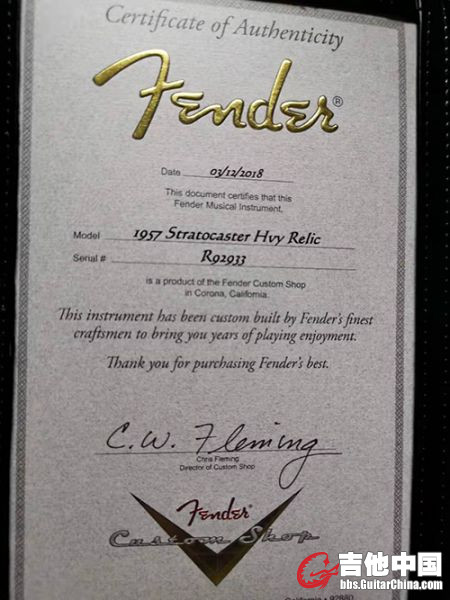 Certificate of Authenticity
Fender®
Date 03/12/2018
This document certifies that this
Fender Musical Instrument,
Model 1957 Stratocaster Hvy Relic
Serial # R92933
is a product of the Fender Custom Shop
in Corona, California.
This instrument has been custom built by Fender's finest
craftsmen to bring you years of playing enjoyment.
Thank you for purchasing Fender's best.
C.W. Fleming
Chris Fleming
Director of Custom Shop
Fender
Custom Shop
吉他中国
bbs.GuitarChina.com
California • 92880